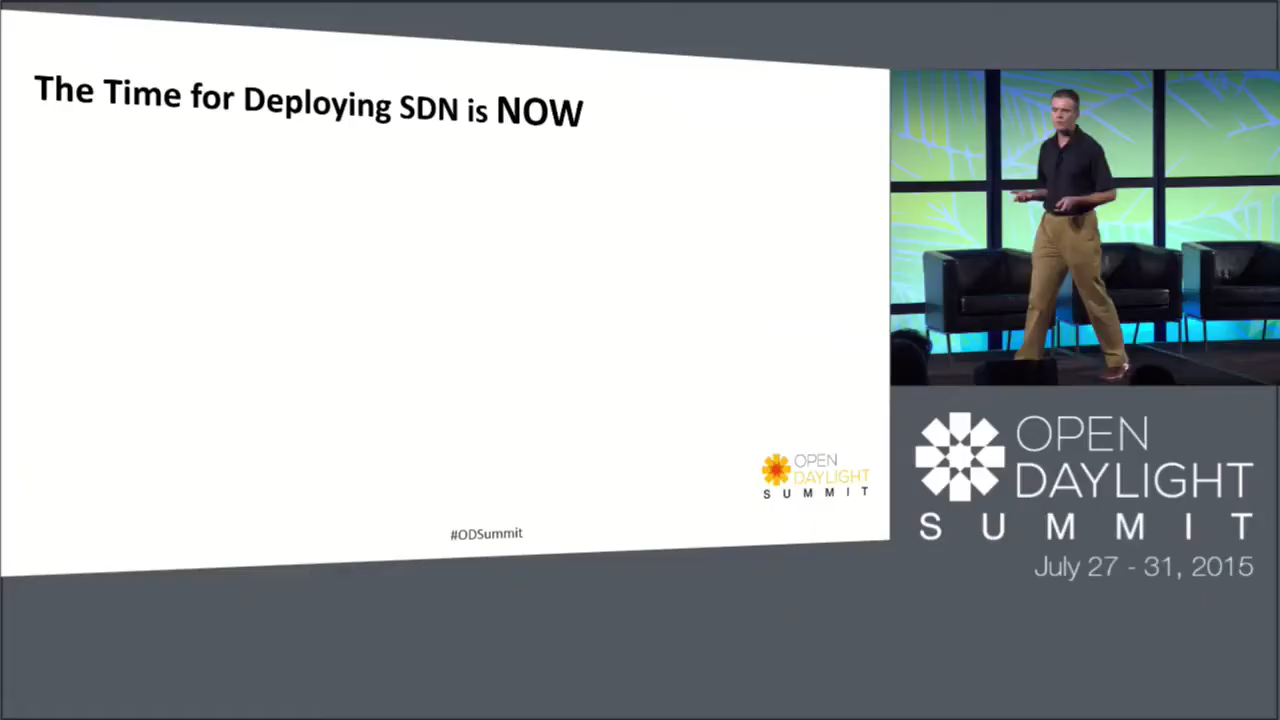 The Time for Deploying SDN is NOW
OPEN
DAYLIGHT
SUMMIT
#ODSummit
OPEN
DAYLIGHT
SUMMIT
July 27 - 31, 2015